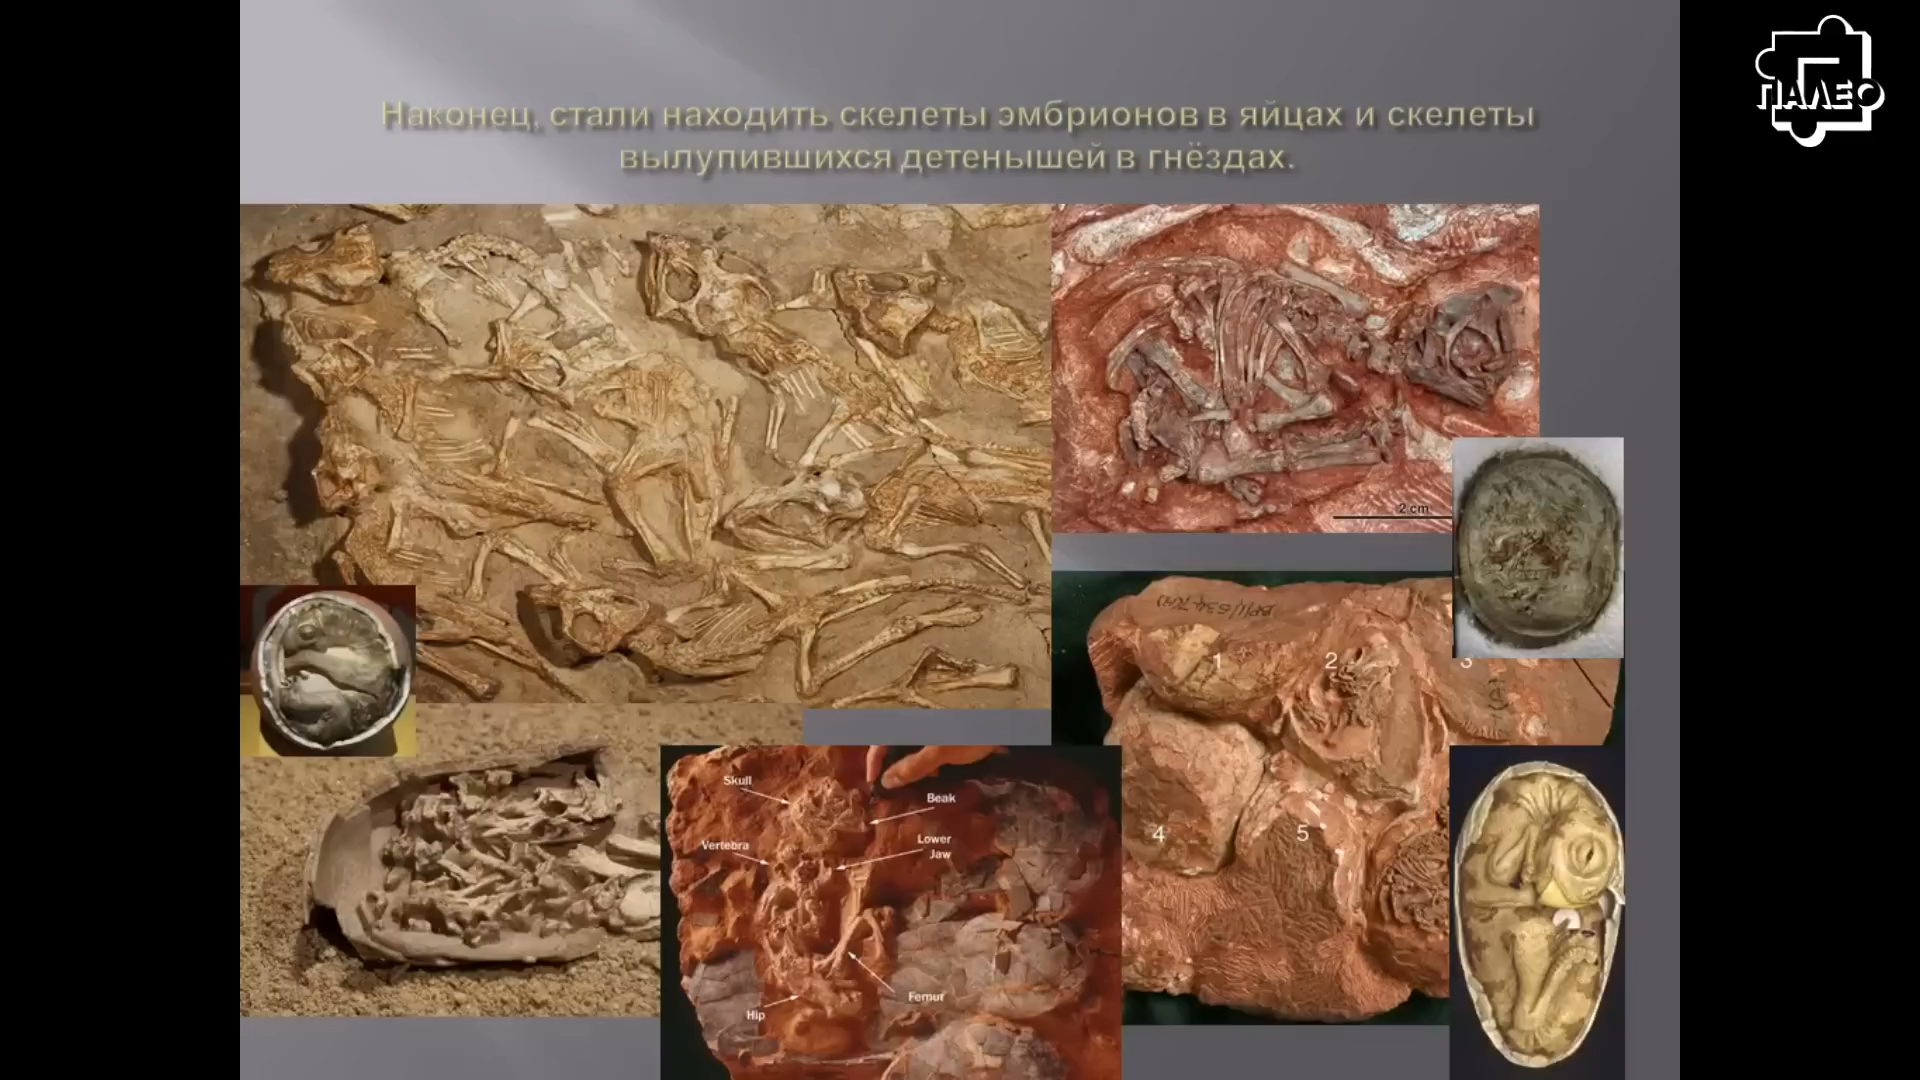 Наконец, стали находить скелеты эмбрионов в яйцах и скелеты
вылупившихся детенышей в гнёздах.
ПАЛЕО
2 cm
1
2
3
4
5
Skull
Beak
Vertebra
Lower
Jaw
Femur
Hip